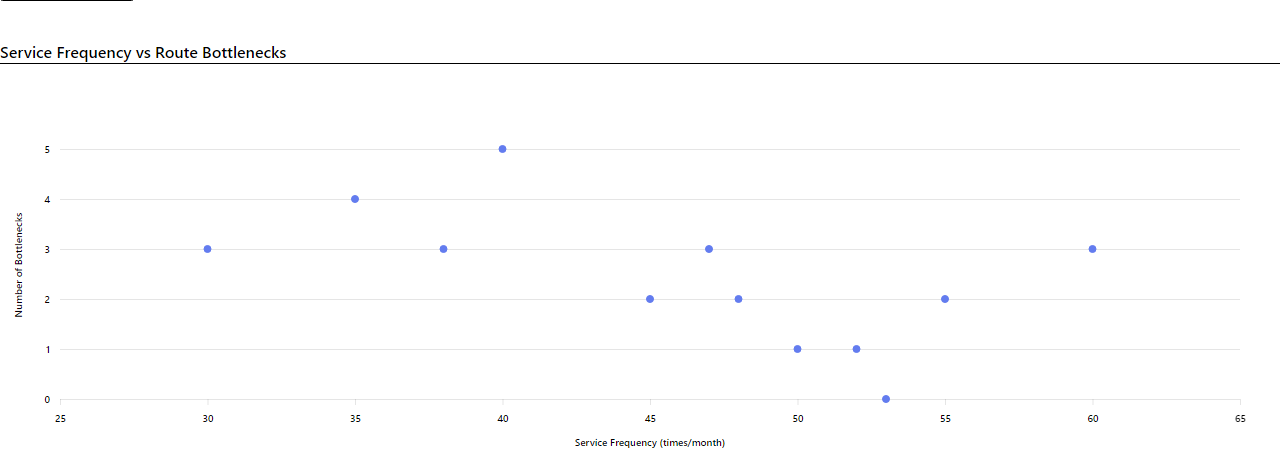 Service Frequency vs Route Bottlenecks
5
4
3
2
1
0
Number of Bottlenecks
25 30 35 40 45 50 55 60 65
Service Frequency (times/month)